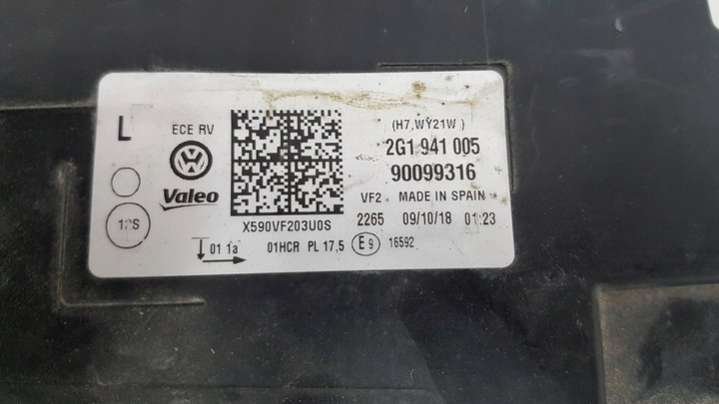 L
ECE RV
(H7,WY21W)
2G1 941 005
90099316
Valeo
VF2 MADE IN SPAIN
X590VF203U0S
2265 09/10/18 01:23
01 1a
01HCR PL 17,5 E9 16592